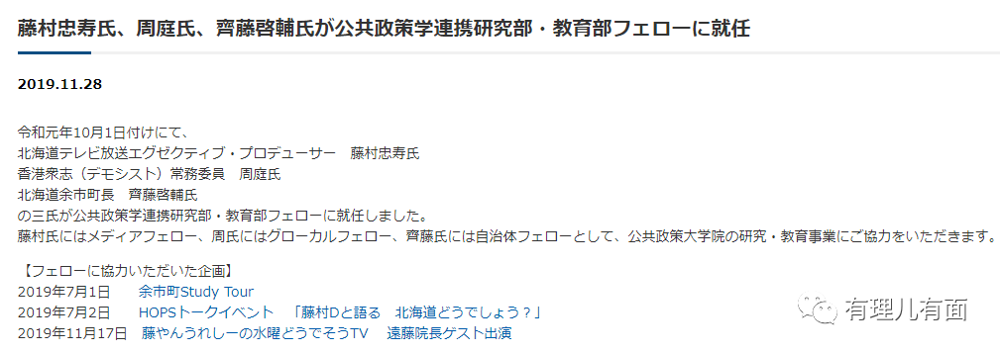 藤村忠寿氏、周庭氏、齊藤啓輔氏が公共政策学連携研究部・教育部フェローに就任
2019.11.28
令和元年10月1日付けにて、
北海道テレビ放送エグゼクティブ・プロデューサー　藤村忠寿氏
香港衆志（デモシスト）常務委員　周庭氏
北海道余市町長　齊藤啓輔氏
の三氏が公共政策学連携研究部・教育部フェローに就任しました。
藤村氏にはメディアフェロー、周氏にはグローカルフェロー、齊藤氏には自治体フェローとして、公共政策大学院の研究・教育事業にご協力をいただきます。
【フェローに協力いただいた企画】
2019年7月1日　　余市町Study Tour
2019年7月2日　　HOPSトークイベント　「藤村Dと語る　北海道どうでしょう？」
2019年11月17日　藤やんうれしーの水曜どうでそうTV　 遠藤院長ゲスト出演
有理儿有面